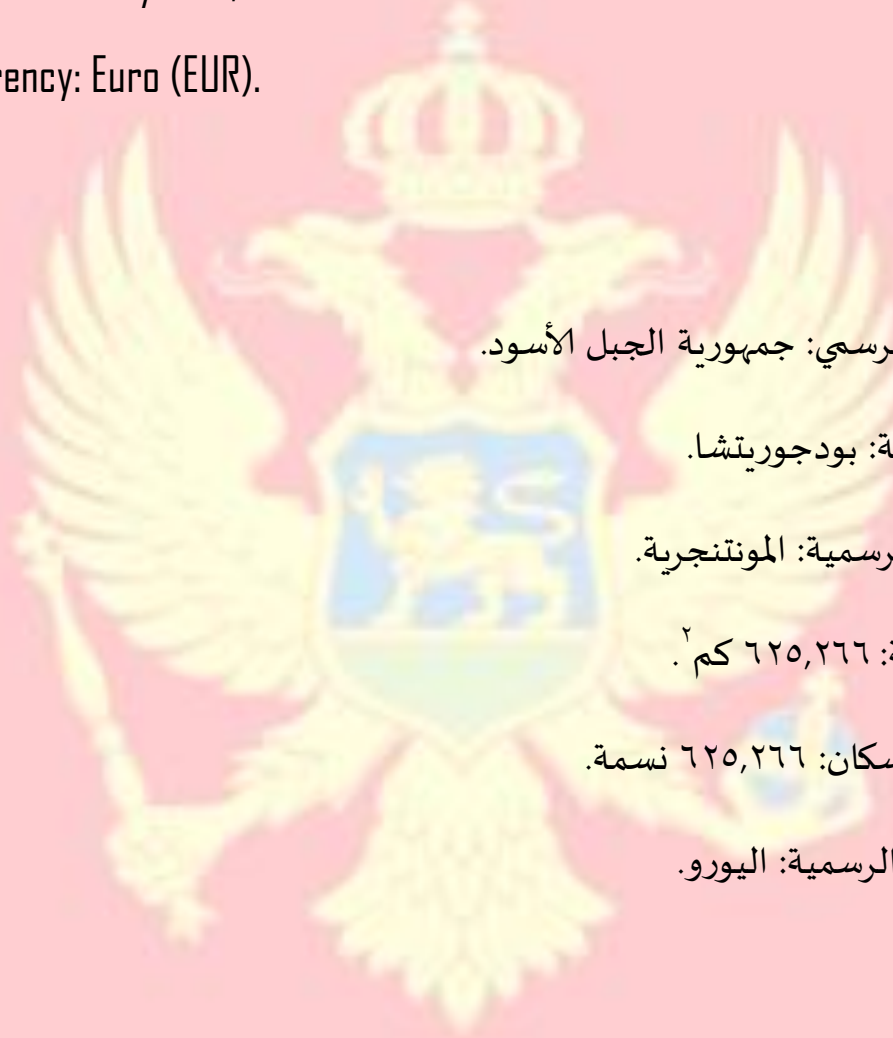 rency: Euro (EUR).
رسمي: جمهورية الجبل الأسود.
ة: بودجوريتشا.
رسمية: المونتنجرية.
ة: ٦٢٥,٢٦٦ كم٢.
سكان: ٦٢٥,٢٦٦ نسمة.
الرسمية: اليورو.